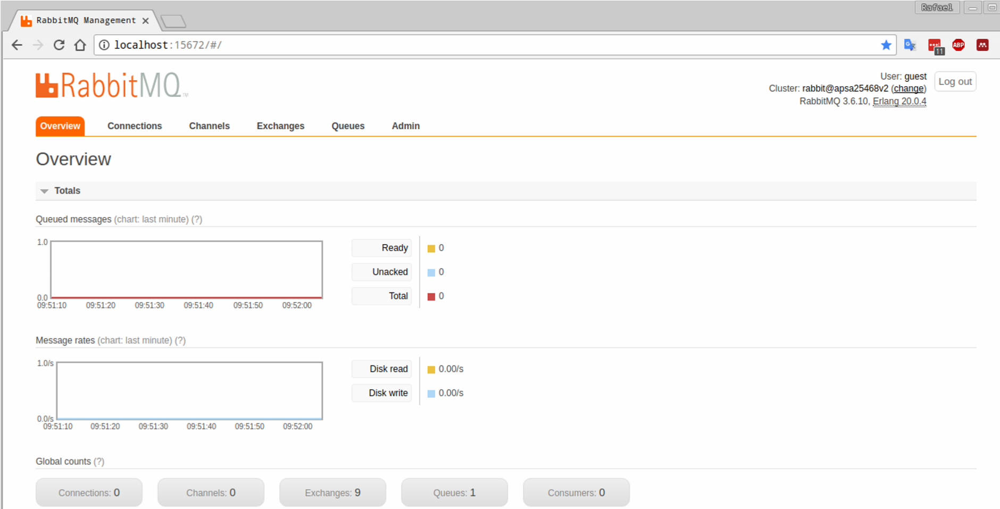 Rafael
RabbitMQ Management
localhost:15672/#/
11
ABP
RabbitMQ™
User: guest
Log out
Cluster: rabbit@apsa25468v2 (change)
RabbitMQ 3.6.10, Erlang 20.0.4
Overview Connections Channels Exchanges Queues Admin
Overview
Totals
Queued messages (chart: last minute) (?)
1.0
0.0
09:51:10 09:51:20 09:51:30 09:51:40 09:51:50 09:52:00
Ready 0
Unacked 0
Total 0
Message rates (chart: last minute) (?)
1.0/s
0.0/s
09:51:10 09:51:20 09:51:30 09:51:40 09:51:50 09:52:00
Disk read 0.00/s
Disk write 0.00/s
Global counts (?)
Connections: 0 Channels: 0 Exchanges: 9 Queues: 1 Consumers: 0